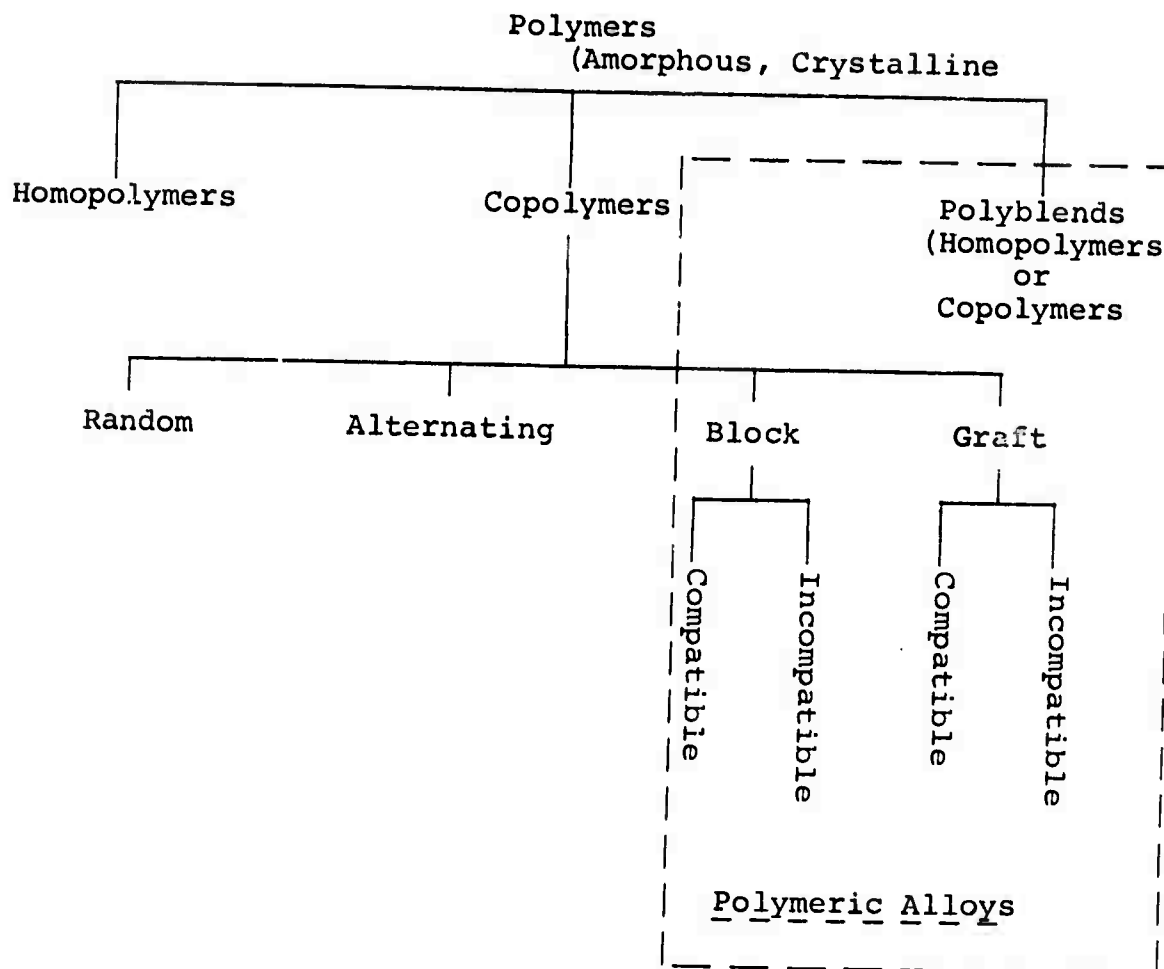 Polymers
(Amorphous, Crystalline
Homopolymers
Copolymers
Polyblends
(Homopolymers
or
Copolymers
Random
Alternating
Block
Graft
Compatible
Incompatible
Compatible
Incompatible
Polymeric Alloys